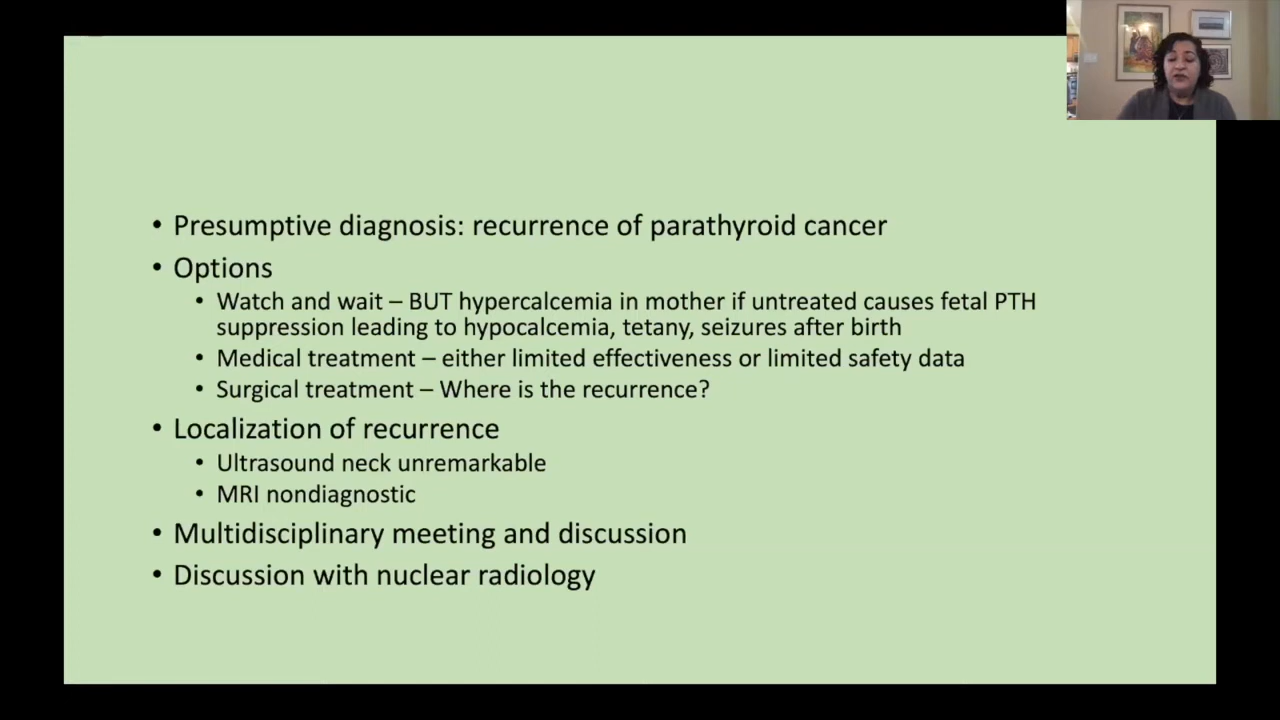 • Presumptive diagnosis: recurrence of parathyroid cancer
• Options
• Watch and wait – BUT hypercalcemia in mother if untreated causes fetal PTH
suppression leading to hypocalcemia, tetany, seizures after birth
• Medical treatment – either limited effectiveness or limited safety data
• Surgical treatment – Where is the recurrence?
• Localization of recurrence
• Ultrasound neck unremarkable
• MRI nondiagnostic
• Multidisciplinary meeting and discussion
• Discussion with nuclear radiology